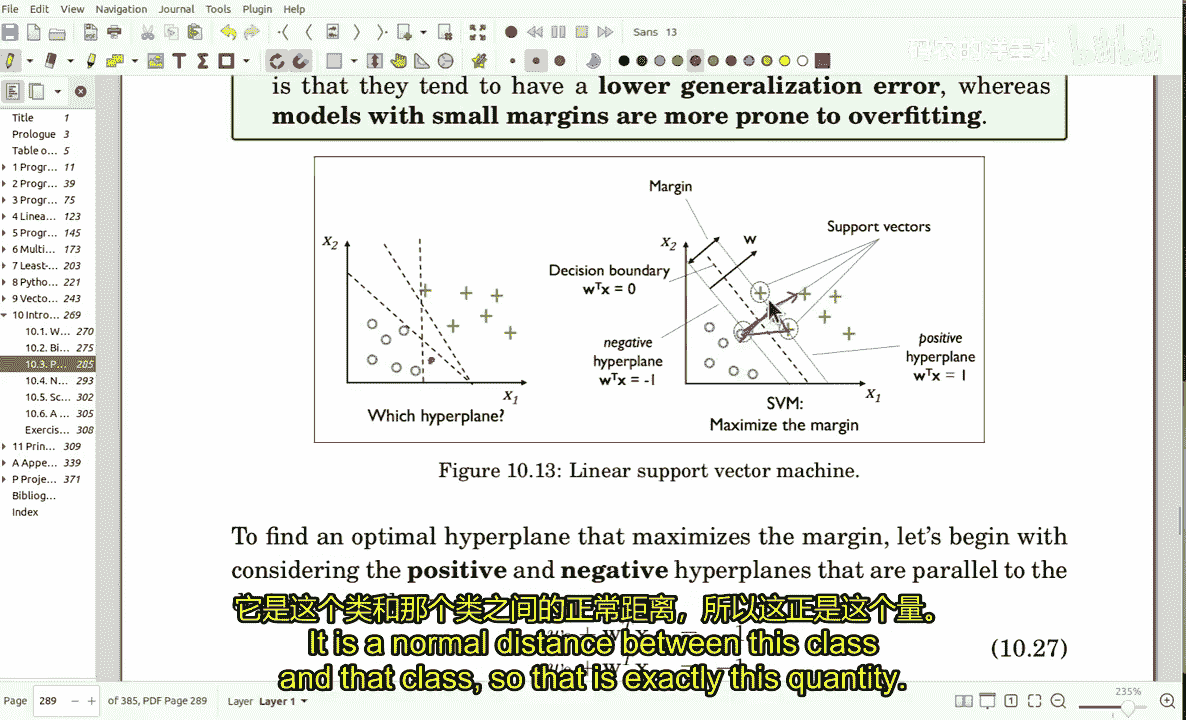 File Edit View Navigation Journal Tools Plugin Help
Sans 13
Title 1
Prologue 3
Table o... 5
1 Progr... 11
2 Progr... 39
3 Progr... 75
4 Linea... 123
5 Progr... 145
6 Multi... 173
7 Least-... 203
8 Pytho... 221
9 Vecto... 243
10 Intro... 269
10.1. W... 270
10.2. Bi... 275
10.3. P... 285
10.4. N... 293
10.5. Sc... 302
10.6. A ... 305
Exercis... 308
11 Prin... 309
A Appe... 339
P Proje... 371
Bibliog...
Index
is that they tend to have a lower generalization error, whereas
models with small margins are more prone to overfitting.
X2
X1
Which hyperplane?
Margin
Support vectors
X2
w
Decision boundary
wTx = 0
negative
hyperplane
wTx = -1
positive
hyperplane
wTx = 1
X1
SVM:
Maximize the margin
Figure 10.13: Linear support vector machine.
To find an optimal hyperplane that maximizes the margin, let's begin with
considering the positive and negative hyperplanes that are parallel to the
(10.27)
它是这个类和那个类之间的正常距离，所以这正是这个量。
It is a normal distance between this class
and that class, so that is exactly this quantity.
Page 289 of 385, PDF Page 289 Layer Layer 1 235%